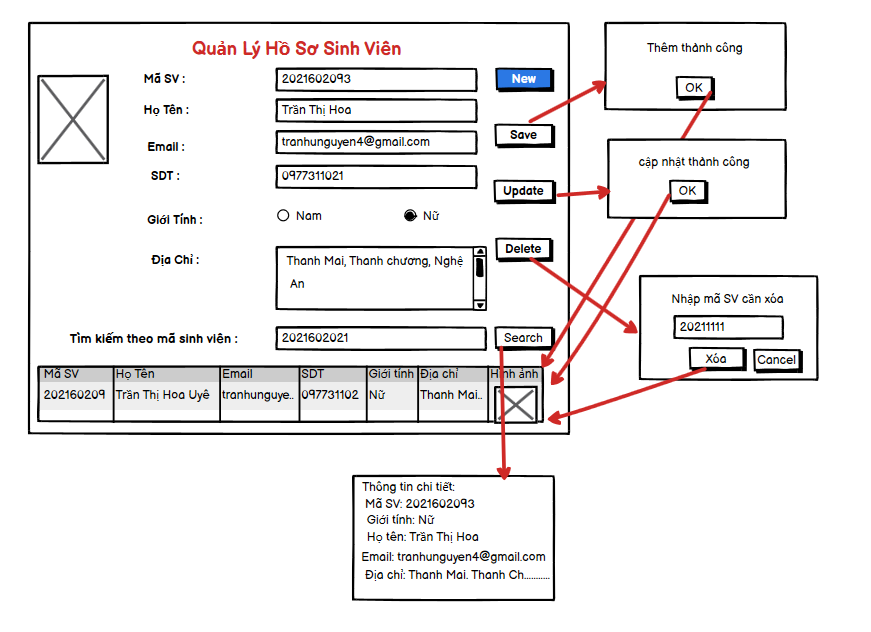 Quản Lý Hồ Sơ Sinh Viên
Mã SV :
2021602093
New
Họ Tên :
Trần Thị Hoa
Email :
tranhunguyen4@gmail.com
Save
SDT :
0977311021
Update
Giới Tính :
Nam
Nữ
Địa Chỉ :
Thanh Mai, Thanh chương, Nghệ
An
Delete
Tìm kiếm theo mã sinh viên :
2021602021
Search
Mã SV Họ Tên Email SDT Giới tính Địa chỉ Hình ảnh
202160209 Trần Thị Hoa Uyê tranhunguye.. 097731102 Nữ Thanh Mai..
Thêm thành công
OK
cập nhật thành công
OK
Nhập mã SV cần xóa
20211111
Xóa
Cancel
Thông tin chi tiết:
Mã SV: 2021602093
Giới tính: Nữ
Họ tên: Trần Thị Hoa
Email: tranhunguyen4@gmail.com
Địa chỉ: Thanh Mai. Thanh Ch...........